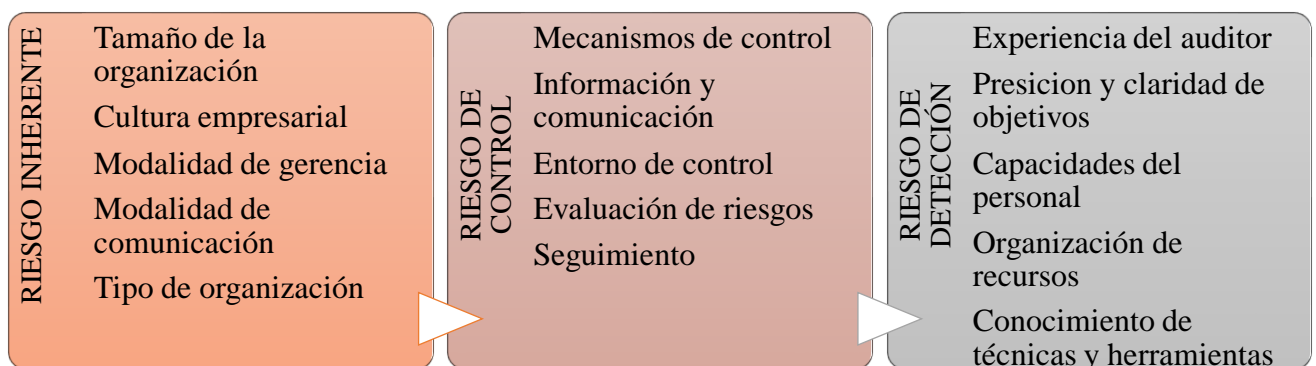 RIESGO INHERENTE
Tamaño de la
organización
Cultura empresarial
Modalidad de gerencia
Modalidad de
comunicación
Tipo de organización
RIESGO DE
CONTROL
Mecanismos de control
Información y
comunicación
Entorno de control
Evaluación de riesgos
Seguimiento
RIESGO DE
DETECCIÓN
Experiencia del auditor
Presicion y claridad de
objetivos
Capacidades del
personal
Organización de
recursos
Conocimiento de
técnicas y herramientas